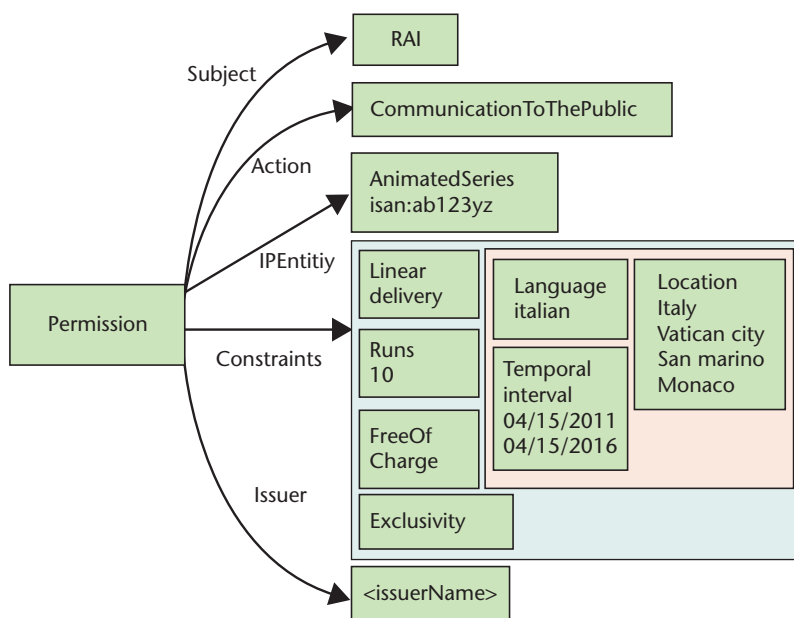 RAI
Subject
CommunicationToThePublic
Action
AnimatedSeries
isan:ab123yz
IPEntitiy
Permission
Constraints
Linear
delivery
Runs
10
FreeOf
Charge
Exclusivity
Language
italian
Temporal
interval
04/15/2011
04/15/2016
Location
Italy
Vatican city
San marino
Monaco
Issuer
<issuerName>